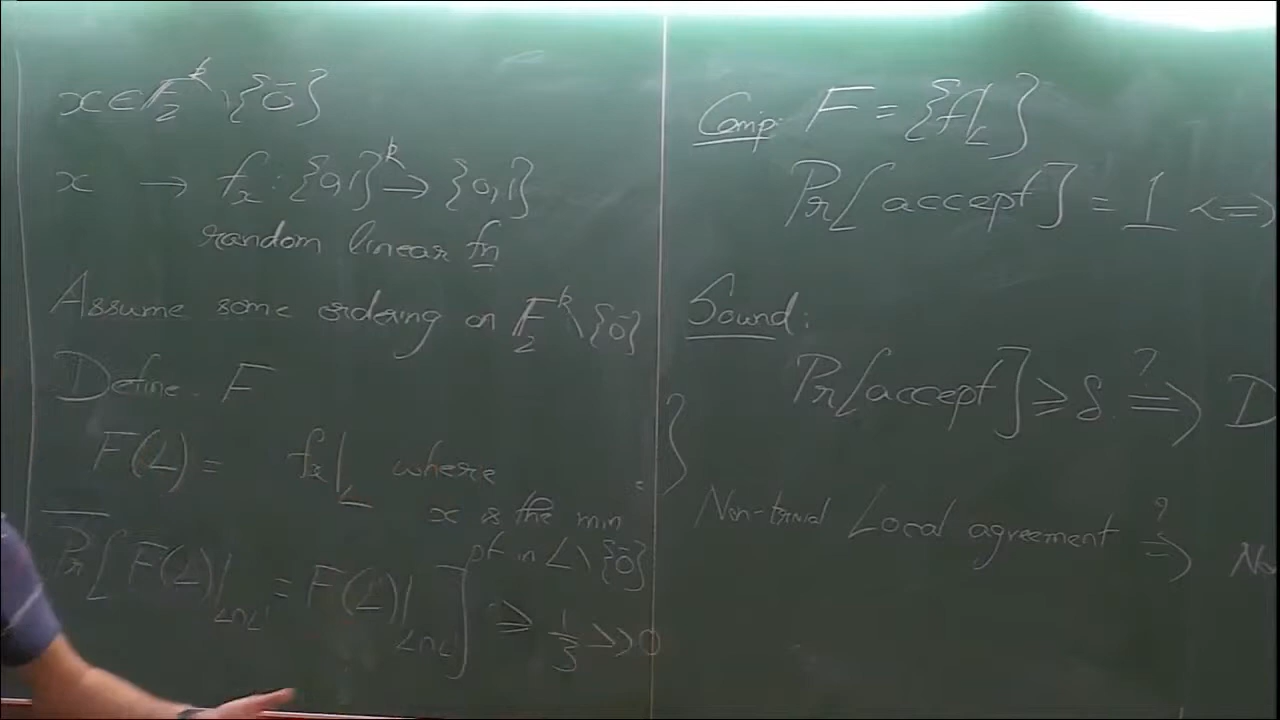 x ∈ F₂ᵏ \ {0̄}
x → fₓ : {0,1}ᵏ → {0,1}
random linear fn
Assume some ordering on F₂ᵏ \ {0̄}
Define F
F(L) = fₓ|_L where
x is the min
pt in L \ {0̄}
Pr[F(L)|_{L∩L'} = F(L')|_{L∩L'}] ≥ 1/3 >> 0
Comp: F = {f|_L}
Pr[accept] = 1 <=>
Sound:
Pr[accept] ≥ δ ?=> D
Non-trivial Local agreement ?=>